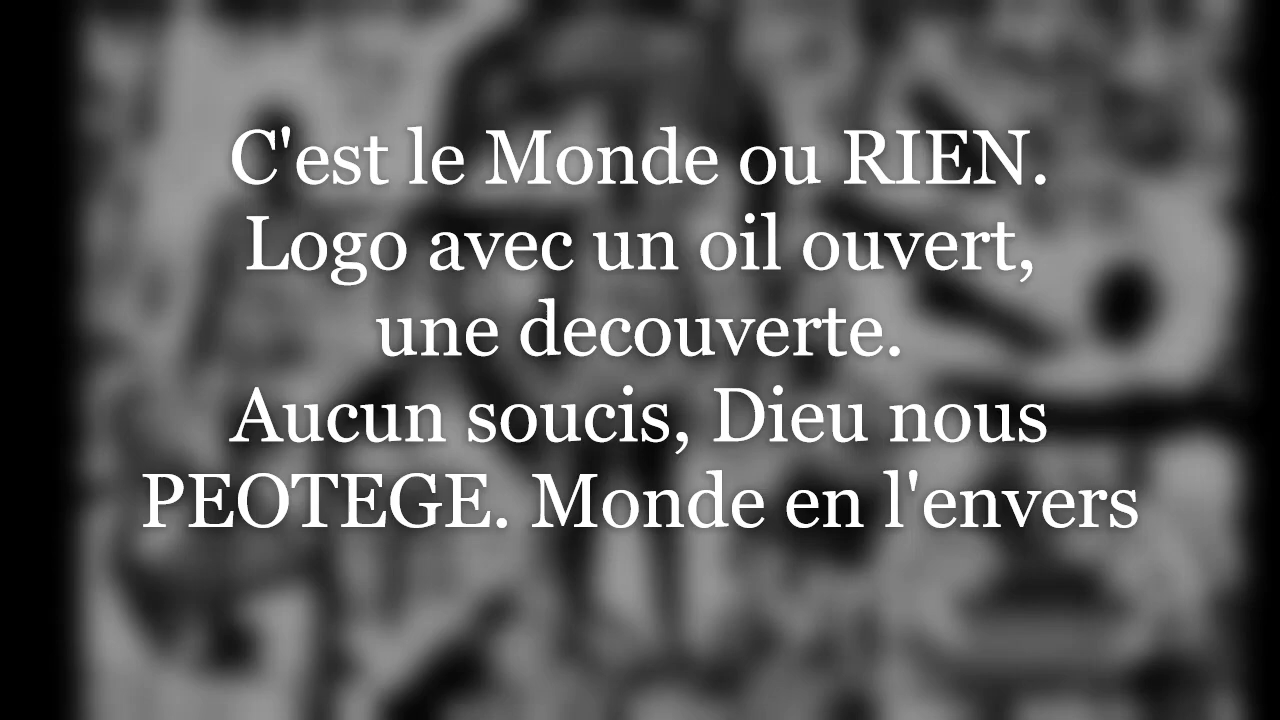 C'est le Monde ou RIEN.
Logo avec un oil ouvert,
une decouverte.
Aucun soucis, Dieu nous
PEOTEGE. Monde en l'envers